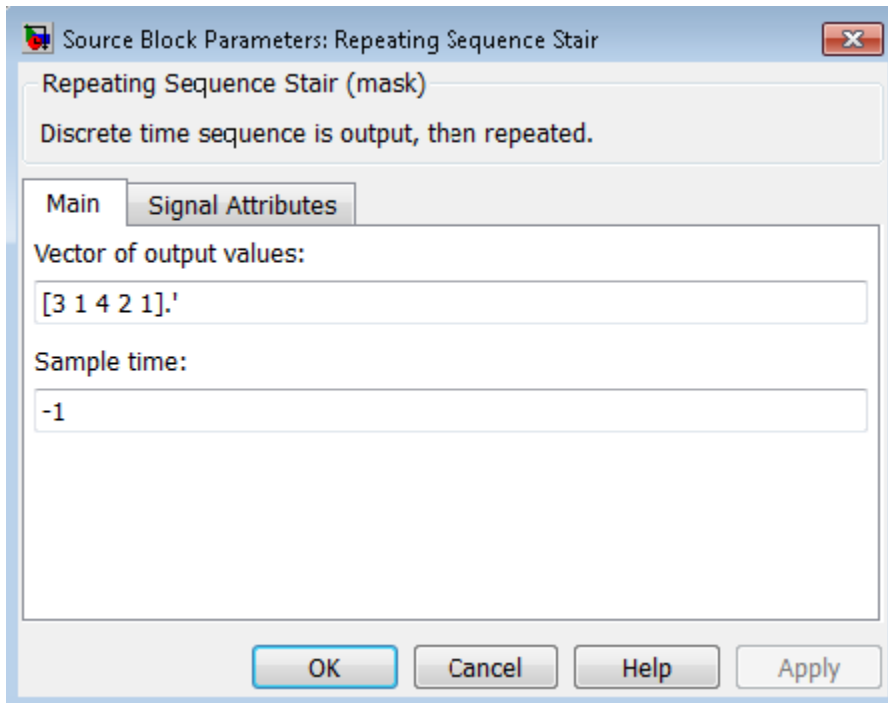 Source Block Parameters: Repeating Sequence Stair
Repeating Sequence Stair (mask)
Discrete time sequence is output, then repeated.
Main Signal Attributes
Vector of output values:
[3 1 4 2 1].'
Sample time:
-1
OK Cancel Help Apply